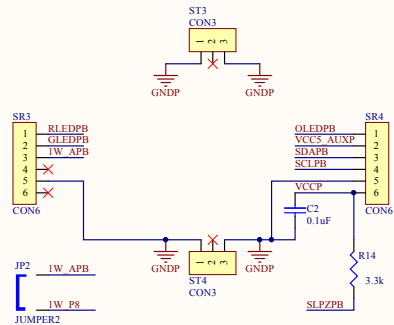 ST3
CON3
1 2 3
GNDP
GNDP
SR3
SR4
1
2
3
4
5
6
CON6
RLEDPB
GLEDPB
1W_APB
OLEDPB
VCC5_AUXP
SDAPB
SCLPB
VCCP
1
2
3
4
5
6
CON6
C2
0.1uF
GNDP
1 2 3
GNDP
ST4
CON3
R14
3.3k
SLPZPB
JP2
1W_APB
1W_P8
JUMPER2